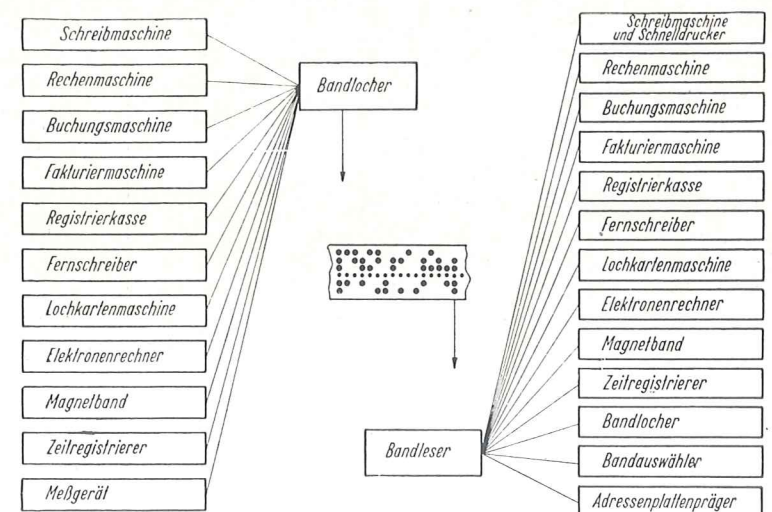 Schreibmaschine
Rechenmaschine
Buchungsmaschine
Fakturiermaschine
Registrierkasse
Fernschreiber
Lochkartenmaschine
Elektronenrechner
Magnetband
Zeitregistrierer
Meßgerät
Bandlocher
Bandleser
Schreibmaschine
und Schnelldrucker
Rechenmaschine
Buchungsmaschine
Fakturiermaschine
Registrierkasse
Fernschreiber
Lochkartenmaschine
Elektronenrechner
Magnetband
Zeitregistrierer
Bandlocher
Bandauswähler
Adressenplattenpräger